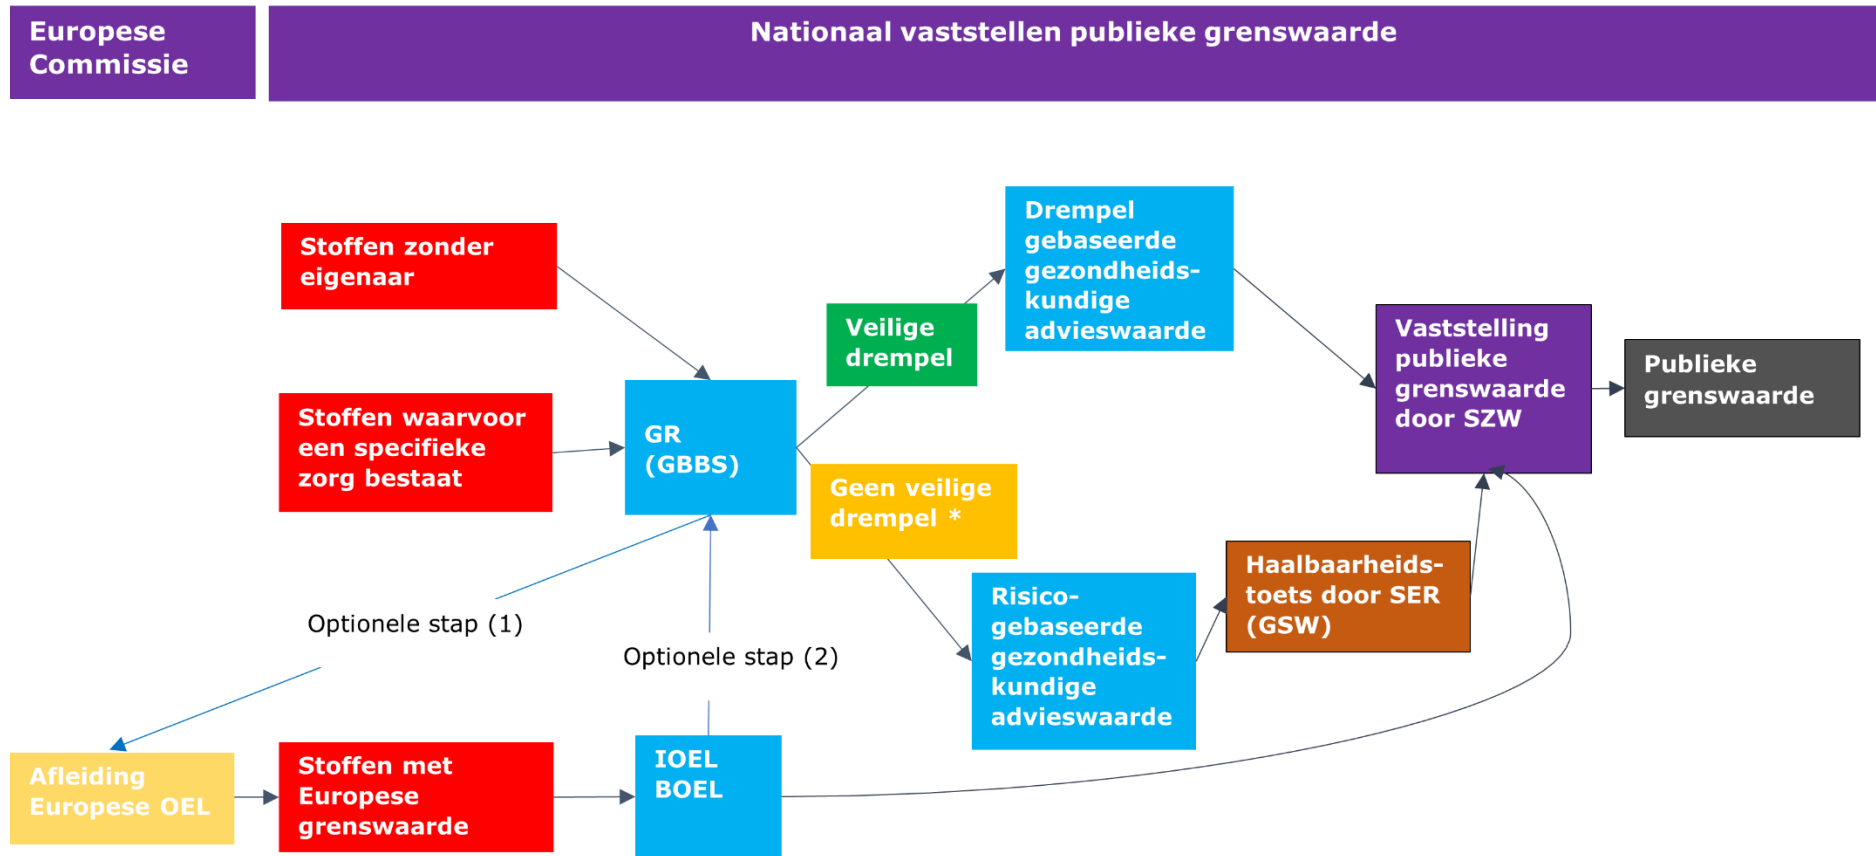 Europese
Commissie
Nationaal vaststellen publieke grenswaarde
Stoffen zonder
eigenaar
Stoffen waarvoor
een specifieke
zorg bestaat
GR
(GBBS)
Veilige
drempel
Geen veilige
drempel *
Drempel
gebaseerde
gezondheids-
kundige
advieswaarde
Risico-
gebaseerde
gezondheids-
kundige
advieswaarde
Haalbaarheids-
toets door SER
(GSW)
Vaststelling
publieke
grenswaarde
door SZW
Publieke
grenswaarde
Optionele stap (1)
Optionele stap (2)
Afleiding
Europese OEL
Stoffen met
Europese
grenswaarde
IOEL
BOEL